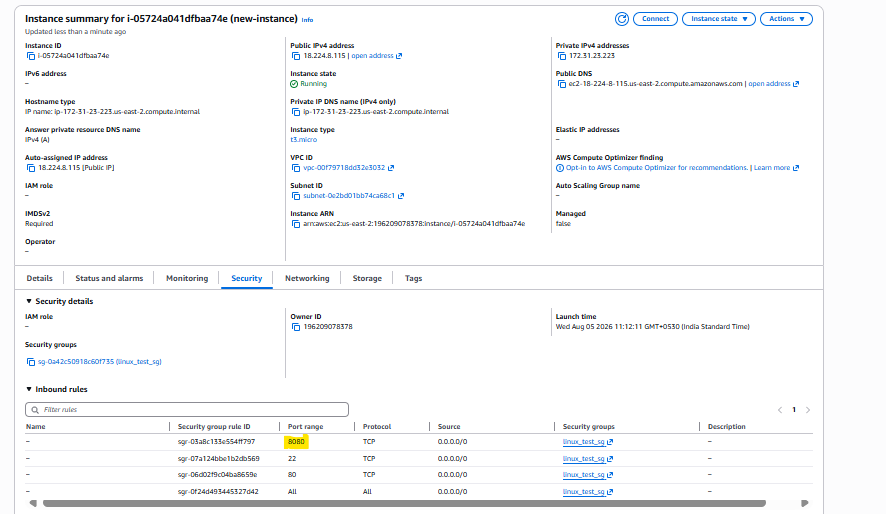 Instance summary for i-05724a041dfbaa74e (new-instance) Info
Connect Instance state Actions
Updated less than a minute ago
Instance ID
i-05724a041dfbaa74e
Public IPv4 address
18.224.8.115 | open address
Private IPv4 addresses
172.31.23.223
IPv6 address
–
Instance state
Running
Public DNS
ec2-18-224-8-115.us-east-2.compute.amazonaws.com | open address
Hostname type
IP name: ip-172-31-23-223.us-east-2.compute.internal
Private IP DNS name (IPv4 only)
ip-172-31-23-223.us-east-2.compute.internal
Answer private resource DNS name
IPv4 (A)
Instance type
t3.micro
Elastic IP addresses
–
Auto-assigned IP address
18.224.8.115 [Public IP]
VPC ID
vpc-00f79718dd32e3032
AWS Compute Optimizer finding
Opt-in to AWS Compute Optimizer for recommendations. | Learn more
IAM role
–
Subnet ID
subnet-0e2bd01bb74ca68c1
Auto Scaling Group name
–
IMDSv2
Required
Instance ARN
arn:aws:ec2:us-east-2:196209078378:instance/i-05724a041dfbaa74e
Managed
false
Operator
–
Details Status and alarms Monitoring Security Networking Storage Tags
▼ Security details
IAM role
–
Owner ID
196209078378
Launch time
Wed Aug 05 2026 11:12:11 GMT+0530 (India Standard Time)
Security groups
sg-0a42c50918c60f735 (linux_test_sg)
▼ Inbound rules
Filter rules
< 1 >
Name Security group rule ID Port range Protocol Source Security groups Description
– sgr-03a8c133e554ff797 8080 TCP 0.0.0.0/0 linux_test_sg –
– sgr-07a124bbe1b2db569 22 TCP 0.0.0.0/0 linux_test_sg –
– sgr-06d02f9c04ba8659e 80 TCP 0.0.0.0/0 linux_test_sg –
– sgr-0f24d493445327d42 All All 0.0.0.0/0 linux_test_sg –